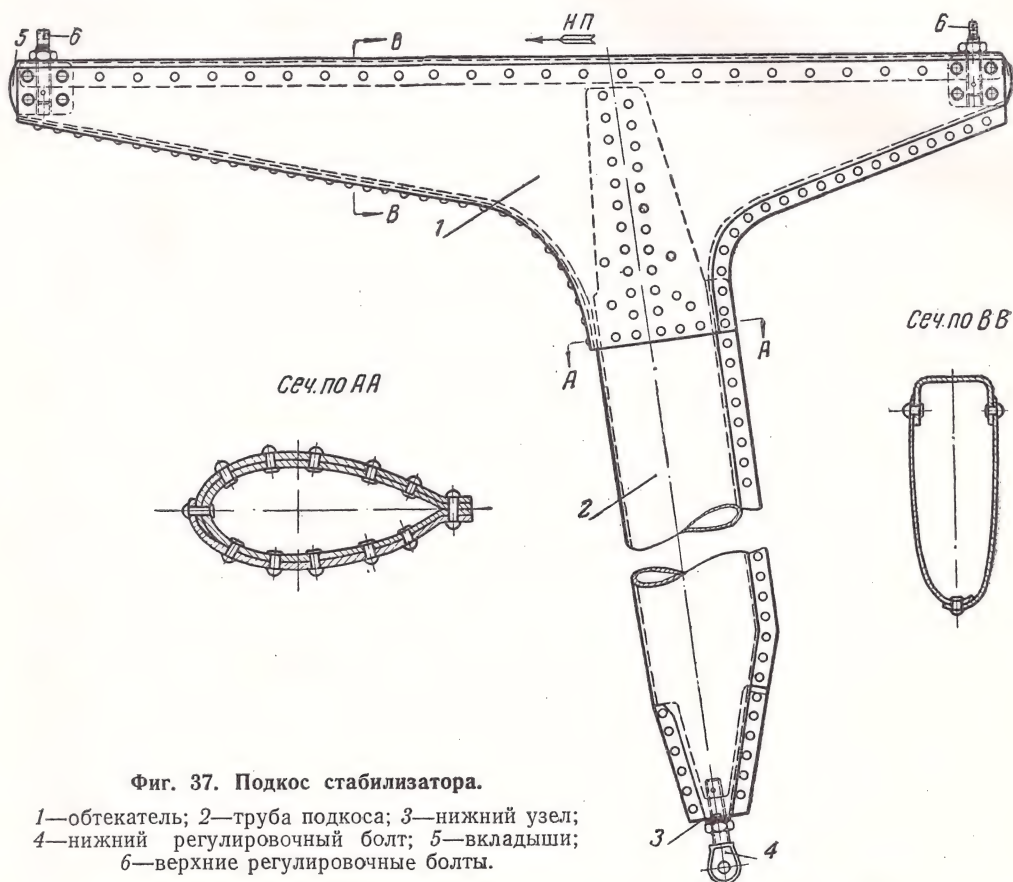 5
6
В
НП
6
В
1
А
А
Сеч. по АА
Сеч. по ВВ
2
3
4
Фиг. 37. Подкос стабилизатора.
1—обтекатель; 2—труба подкоса; 3—нижний узел;
4—нижний регулировочный болт; 5—вкладыши;
6—верхние регулировочные болты.